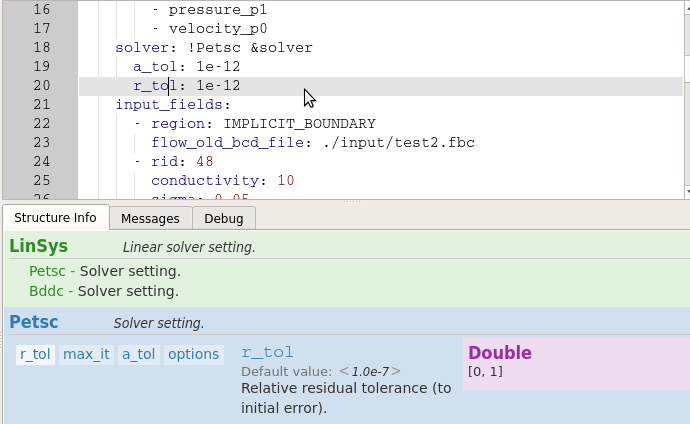 16 - pressure_p1
17 - velocity_p0
18 solver: !Petsc &solver
19 a_tol: 1e-12
20 r_tol: 1e-12
21 input_fields:
22 - region: IMPLICIT_BOUNDARY
23 flow_old_bcd_file: ./input/test2.fbc
24 - rid: 48
25 conductivity: 10
26 sigma: 0.05
Structure Info Messages Debug
LinSys Linear solver setting.
Petsc - Solver setting.
Bddc - Solver setting.
Petsc Solver setting.
r_tol max_it a_tol options
r_tol
Default value: <1.0e-7>
Relative residual tolerance (to
initial error).
Double
[0, 1]